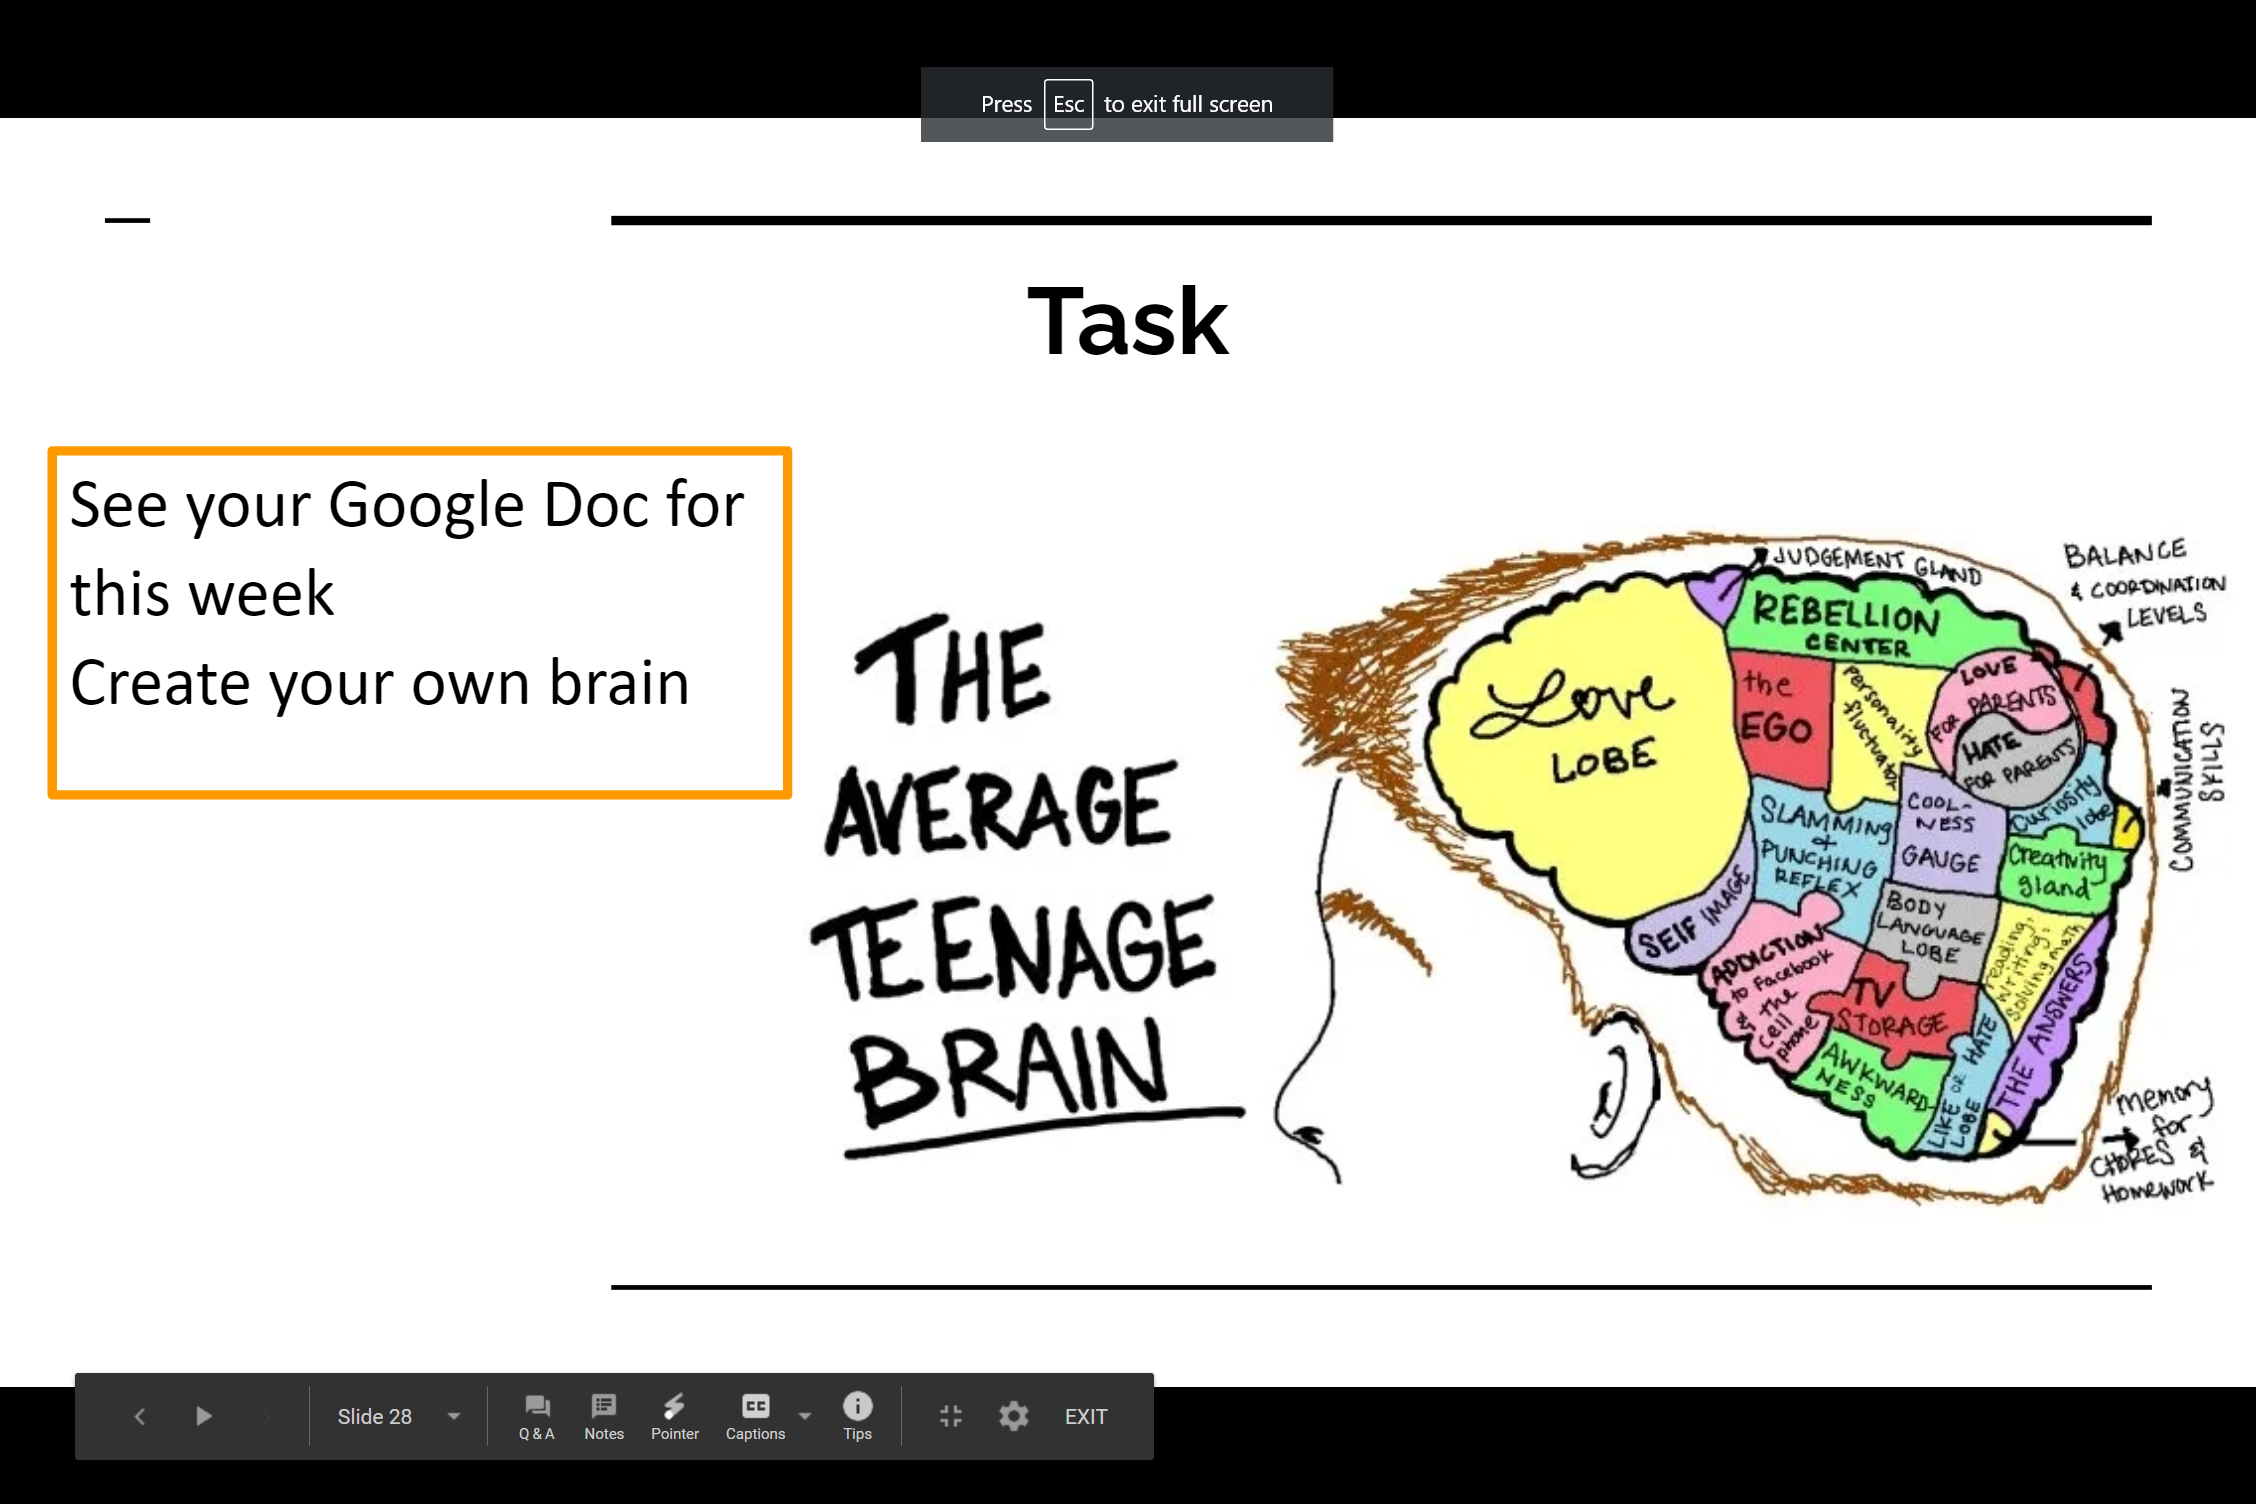 Press Esc to exit full screen
Task
See your Google Doc for
this week
Create your own brain
THE
AVERAGE
TEENAGE
BRAIN
JUDGEMENT GLAND
BALANCE
& COORDINATION
LEVELS
REBELLION
CENTER
Love
LOBE
the
EGO
Personality
fluctuator
LOVE
FOR PARENTS
HATE
FOR PARENTS
COMMUNICATION
SKILLS
SLAMMING
+
PUNCHING
REFLEX
COOL-
NESS
GAUGE
Curiosity
lobe
Creativity
gland
SElF IMAGE
BODY
LANGUAGE
LOBE
reading,
writing,
solving math
ADDICTION
to Facebook
& the
cell
phone
TV
STORAGE
THE ANSWERS
AWKWARD-
NESS
LIKE OR HATE
LOBE
memory
for
CHORES &
HOMEWORK
Slide 28
Q & A
Notes
Pointer
CC
Captions
Tips
EXIT